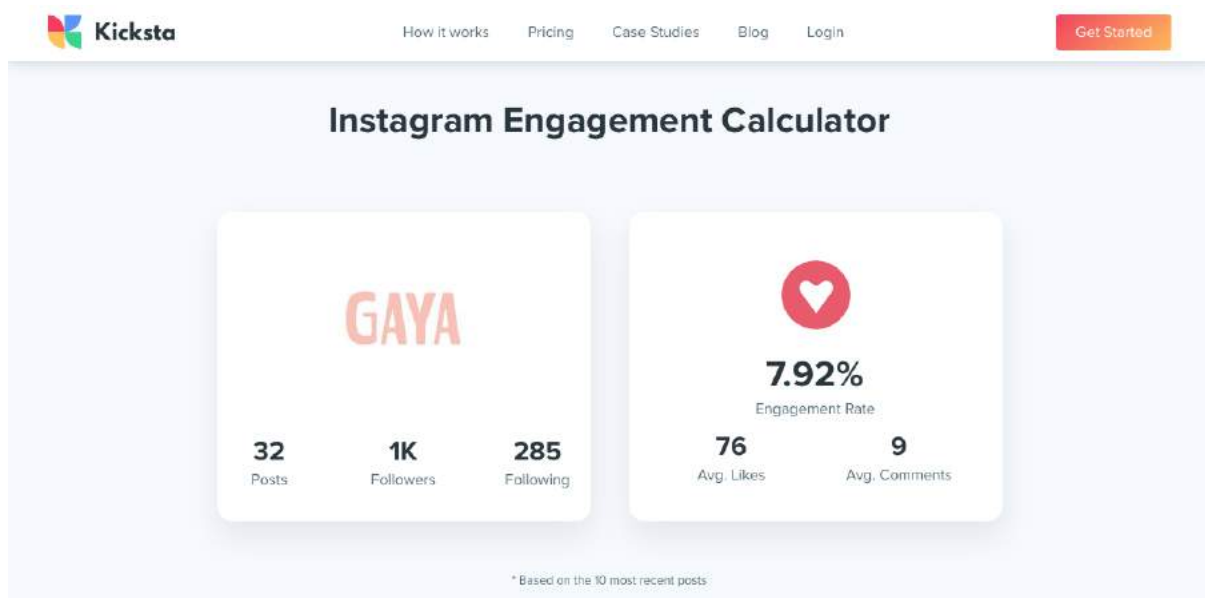 Kicksta How it works Pricing Case Studies Blog Login Get Started
Instagram Engagement Calculator
GAYA
32 1K 285
Posts Followers Following
7.92%
Engagement Rate
76 9
Avg. Likes Avg. Comments
* Based on the 10 most recent posts